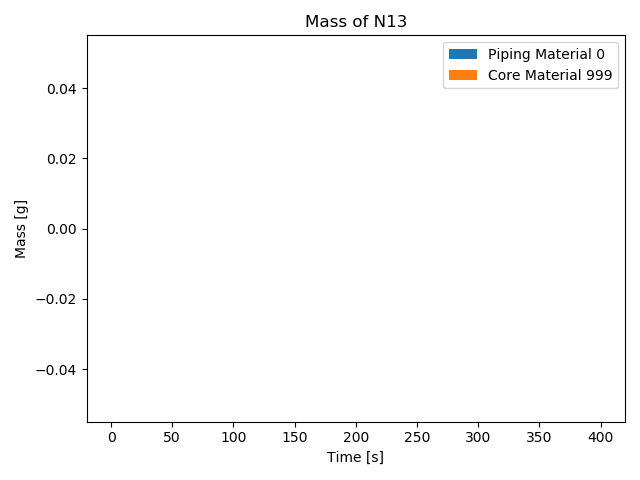 Mass of N13
Piping Material 0
Core Material 999
Mass [g]
0.04
0.02
0.00
−0.02
−0.04
0 50 100 150 200 250 300 350 400
Time [s]